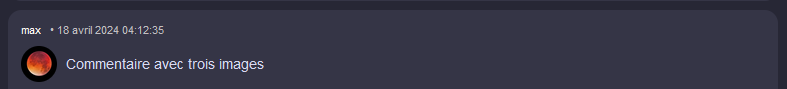 max • 18 avril 2024 04:12:35
Commentaire avec trois images